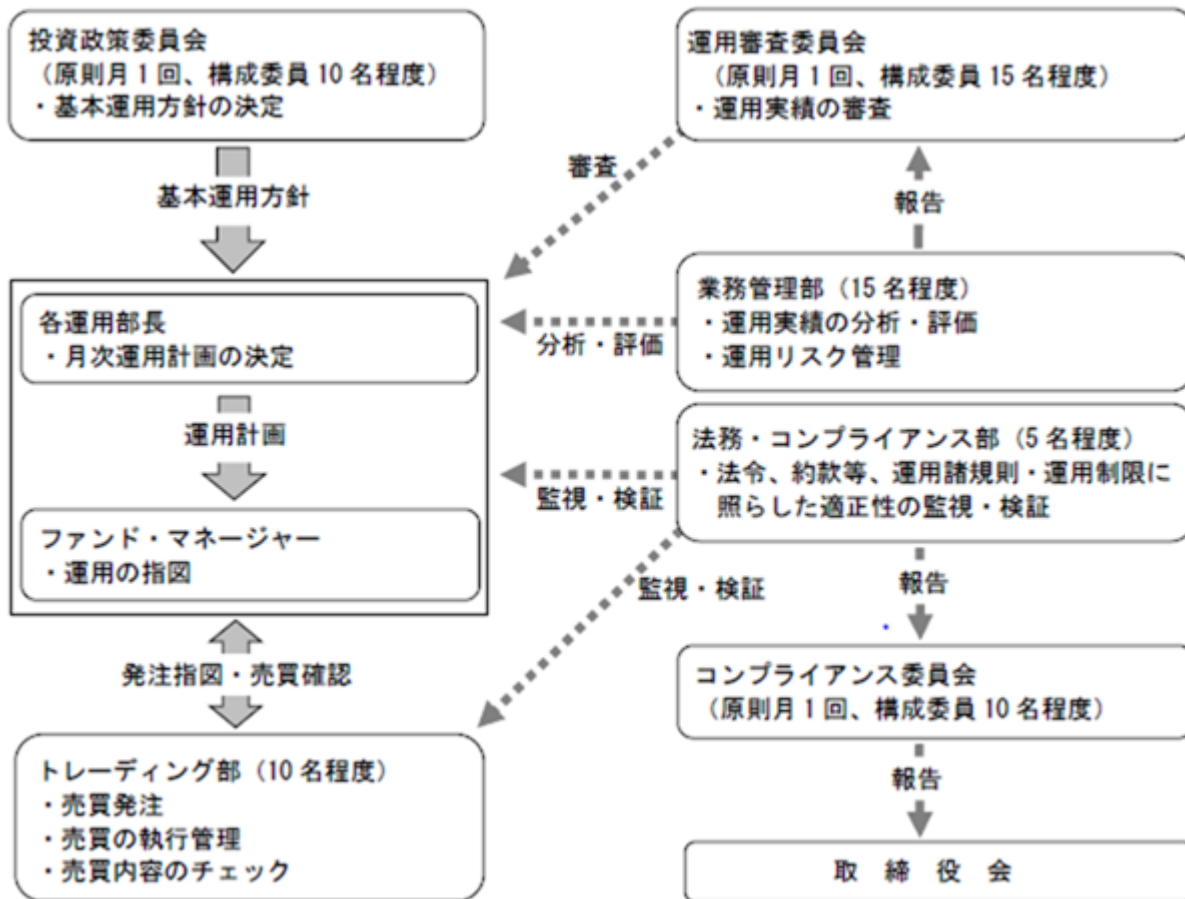 投資政策委員会
（原則月1回、構成委員10名程度）
・基本運用方針の決定
基本運用方針
各運用部長
・月次運用計画の決定
運用計画
ファンド・マネージャー
・運用の指図
発注指図・売買確認
トレーディング部（10名程度）
・売買発注
・売買の執行管理
・売買内容のチェック
運用審査委員会
（原則月1回、構成委員15名程度）
・運用実績の審査
審査
報告
業務管理部（15名程度）
・運用実績の分析・評価
・運用リスク管理
分析・評価
法務・コンプライアンス部（5名程度）
・法令、約款等、運用諸規則・運用制限に
照らした適正性の監視・検証
監視・検証
監視・検証
報告
コンプライアンス委員会
（原則月1回、構成委員10名程度）
報告
取締役会